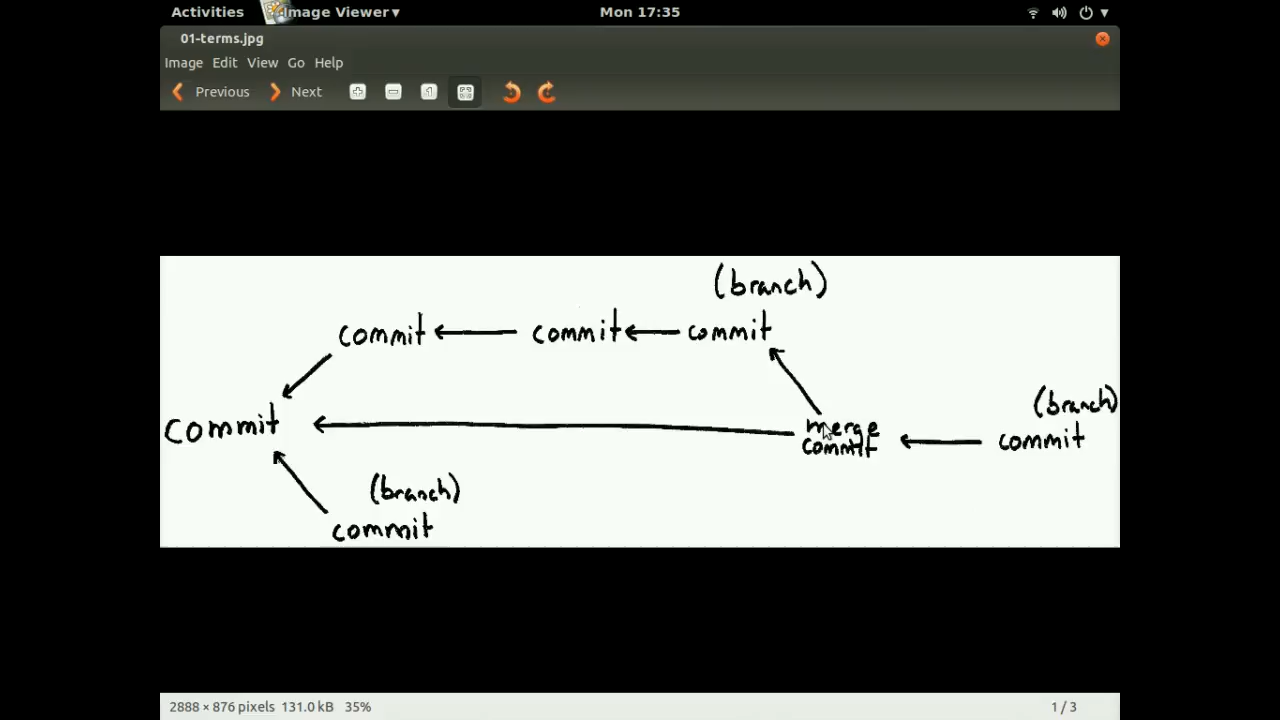 Activities Image Viewer ▾ Mon 17:35
01-terms.jpg
Image Edit View Go Help
Previous Next
(branch)
commit commit commit
(branch)
commit merge
commit commit
(branch)
commit
2888 × 876 pixels 131.0 kB 35% 1 / 3